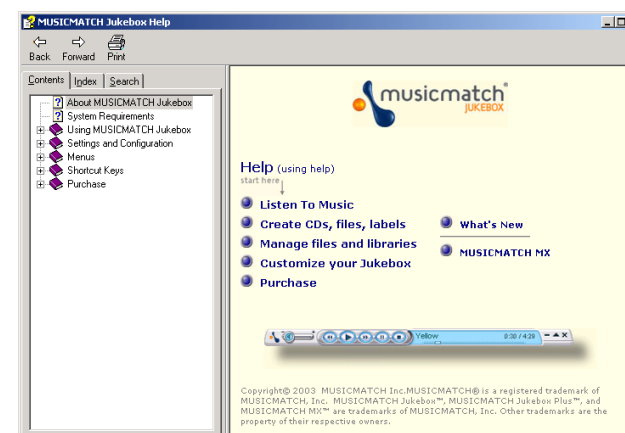 MUSICMATCH Jukebox Help
Back Forward Print
Contents Index Search
About MUSICMATCH Jukebox
System Requirements
Using MUSICMATCH Jukebox
Settings and Configuration
Menus
Shortcut Keys
Purchase
musicmatch®
JUKEBOX
Help (using help)
start here
Listen To Music
Create CDs, files, labels
Manage files and libraries
Customize your Jukebox
Purchase
What's New
MUSICMATCH MX
Yellow 0:30 / 4:29
Copyright© 2003 MUSICMATCH Inc.MUSICMATCH® is a registered trademark of
MUSICMATCH, Inc. MUSICMATCH Jukebox™, MUSICMATCH Jukebox Plus™, and
MUSICMATCH MX™ are trademarks of MUSICMATCH, Inc. Other trademarks are the
property of their respective owners.